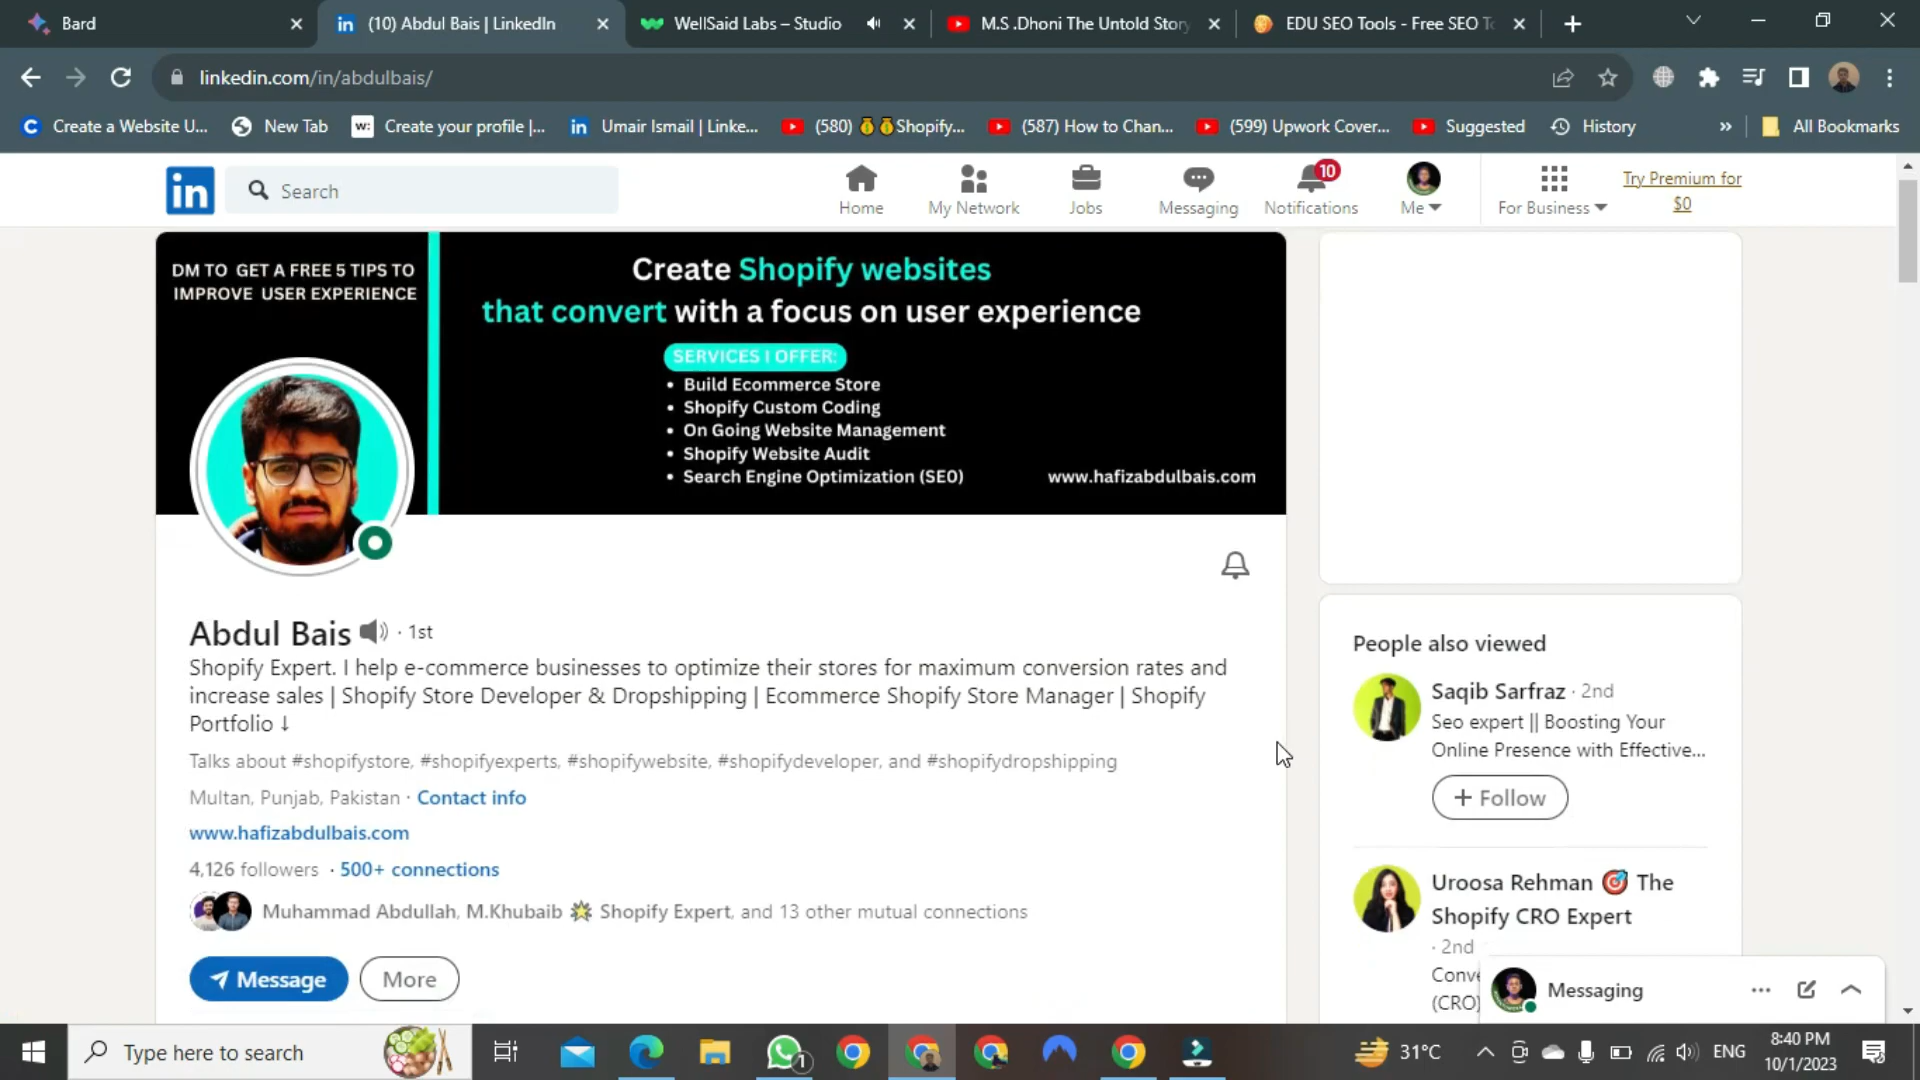 Bard
(10) Abdul Bais | LinkedIn
WellSaid Labs – Studio
M.S .Dhoni The Untold Story
EDU SEO Tools - Free SEO To
linkedin.com/in/abdulbais/
Create a Website U...
New Tab
Create your profile |...
Umair Ismail | Linke...
(580) 💰💰Shopify...
(587) How to Chan...
(599) Upwork Cover...
Suggested
History
»
All Bookmarks
in
Search
Home
My Network
Jobs
Messaging
10
Notifications
Me
For Business
Try Premium for
$0
DM TO GET A FREE 5 TIPS TO
IMPROVE USER EXPERIENCE
Create Shopify websites
that convert with a focus on user experience
SERVICES I OFFER:
• Build Ecommerce Store
• Shopify Custom Coding
• On Going Website Management
• Shopify Website Audit
• Search Engine Optimization (SEO)
www.hafizabdulbais.com
Abdul Bais · 1st
Shopify Expert. I help e-commerce businesses to optimize their stores for maximum conversion rates and
increase sales | Shopify Store Developer & Dropshipping | Ecommerce Shopify Store Manager | Shopify
Portfolio ↓
Talks about #shopifystore, #shopifyexperts, #shopifywebsite, #shopifydeveloper, and #shopifydropshipping
Multan, Punjab, Pakistan · Contact info
www.hafizabdulbais.com
4,126 followers · 500+ connections
Muhammad Abdullah, M.Khubaib 🌟 Shopify Expert, and 13 other mutual connections
Message
More
People also viewed
Saqib Sarfraz · 2nd
Seo expert || Boosting Your
Online Presence with Effective...
+ Follow
Uroosa Rehman 🎯 The
Shopify CRO Expert
· 2nd
Conve
(CRO)
Messaging
Type here to search
1
31°C
ENG
8:40 PM
10/1/2023